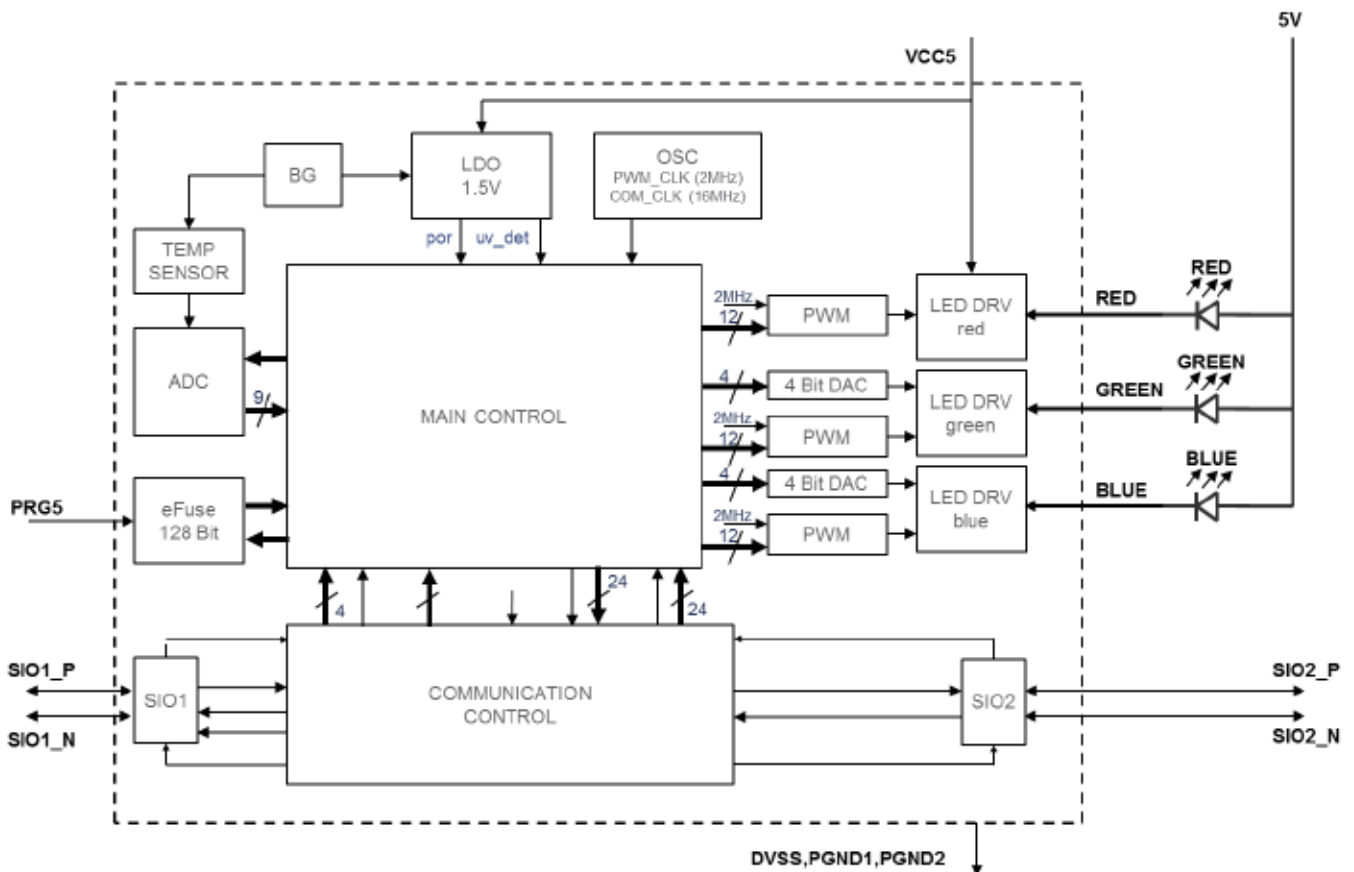 5V
VCC5
BG
LDO
1.5V
OSC
PWM_CLK (2MHz)
COM_CLK (16MHz)
por
uv_det
TEMP
SENSOR
ADC
9
MAIN CONTROL
2MHz
12
PWM
LED DRV
red
RED
RED
4
4 Bit DAC
2MHz
12
PWM
LED DRV
green
GREEN
GREEN
4
4 Bit DAC
2MHz
12
PWM
LED DRV
blue
BLUE
BLUE
PRG5
eFuse
128 Bit
4
24
24
SIO1_P
SIO1_N
SIO1
COMMUNICATION
CONTROL
SIO2
SIO2_P
SIO2_N
DVSS,PGND1,PGND2